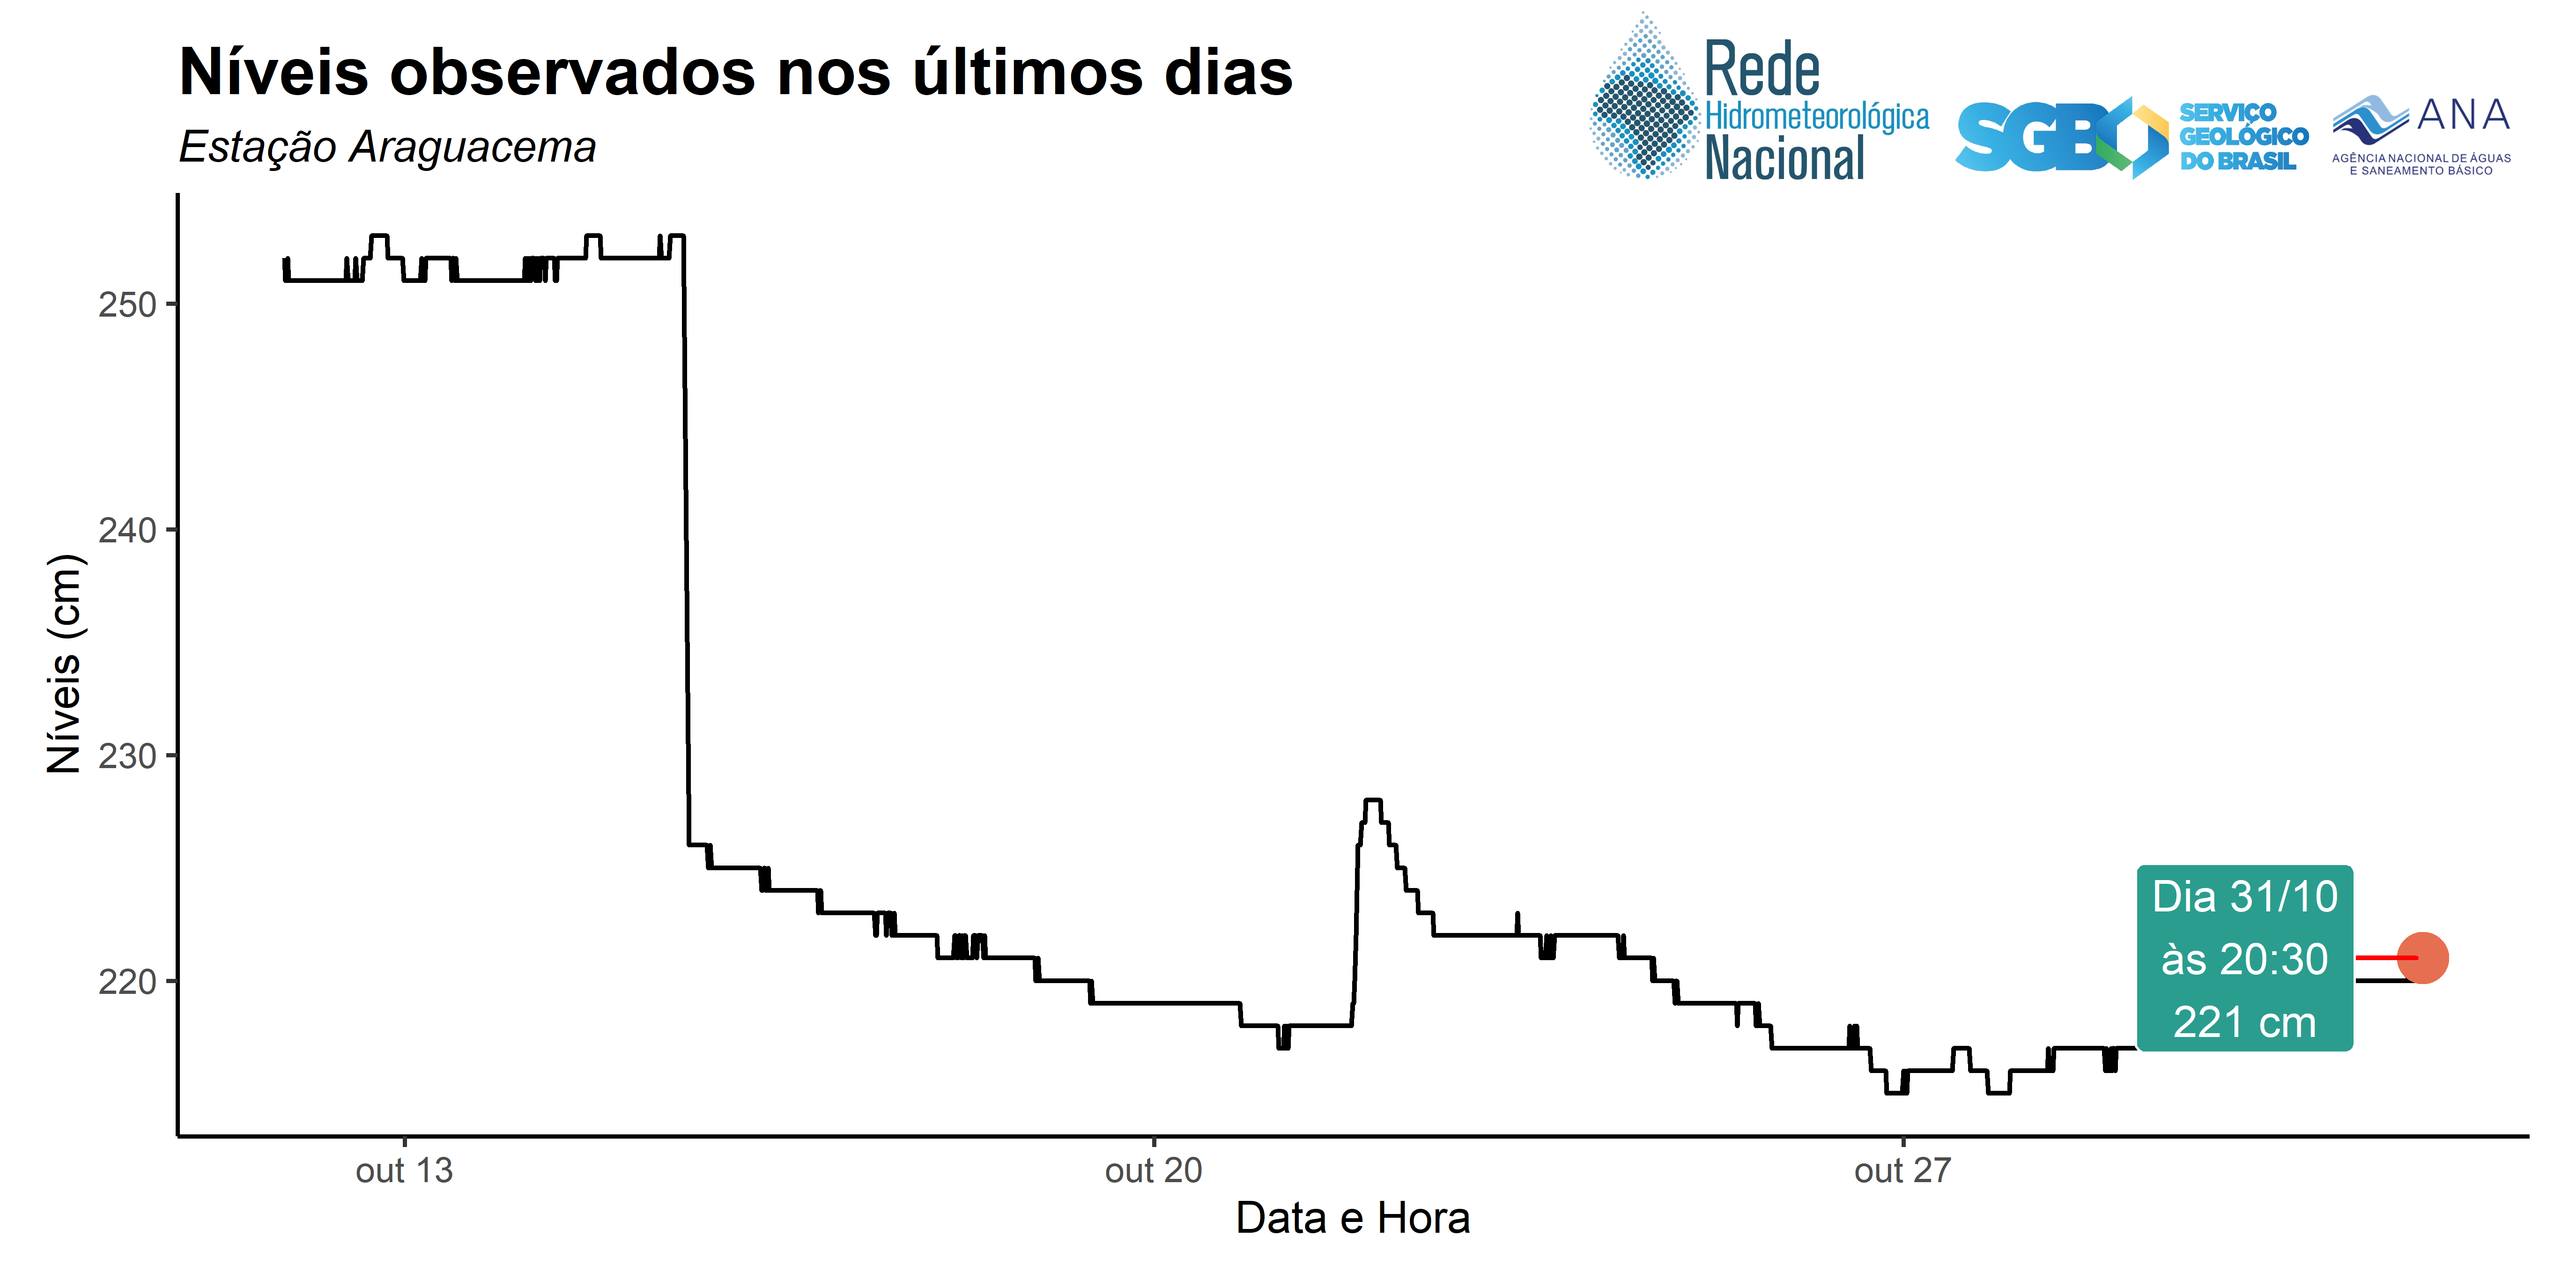 Níveis observados nos últimos dias
Estação Araguacema
Rede
Hidrometeorológica
Nacional
SGB
SERVIÇO
GEOLÓGICO
DO BRASIL
ANA
AGÊNCIA NACIONAL DE ÁGUAS
E SANEAMENTO BÁSICO
Níveis (cm)
250
240
230
220
Dia 31/10
às 20:30
221 cm
out 13
out 20
out 27
Data e Hora